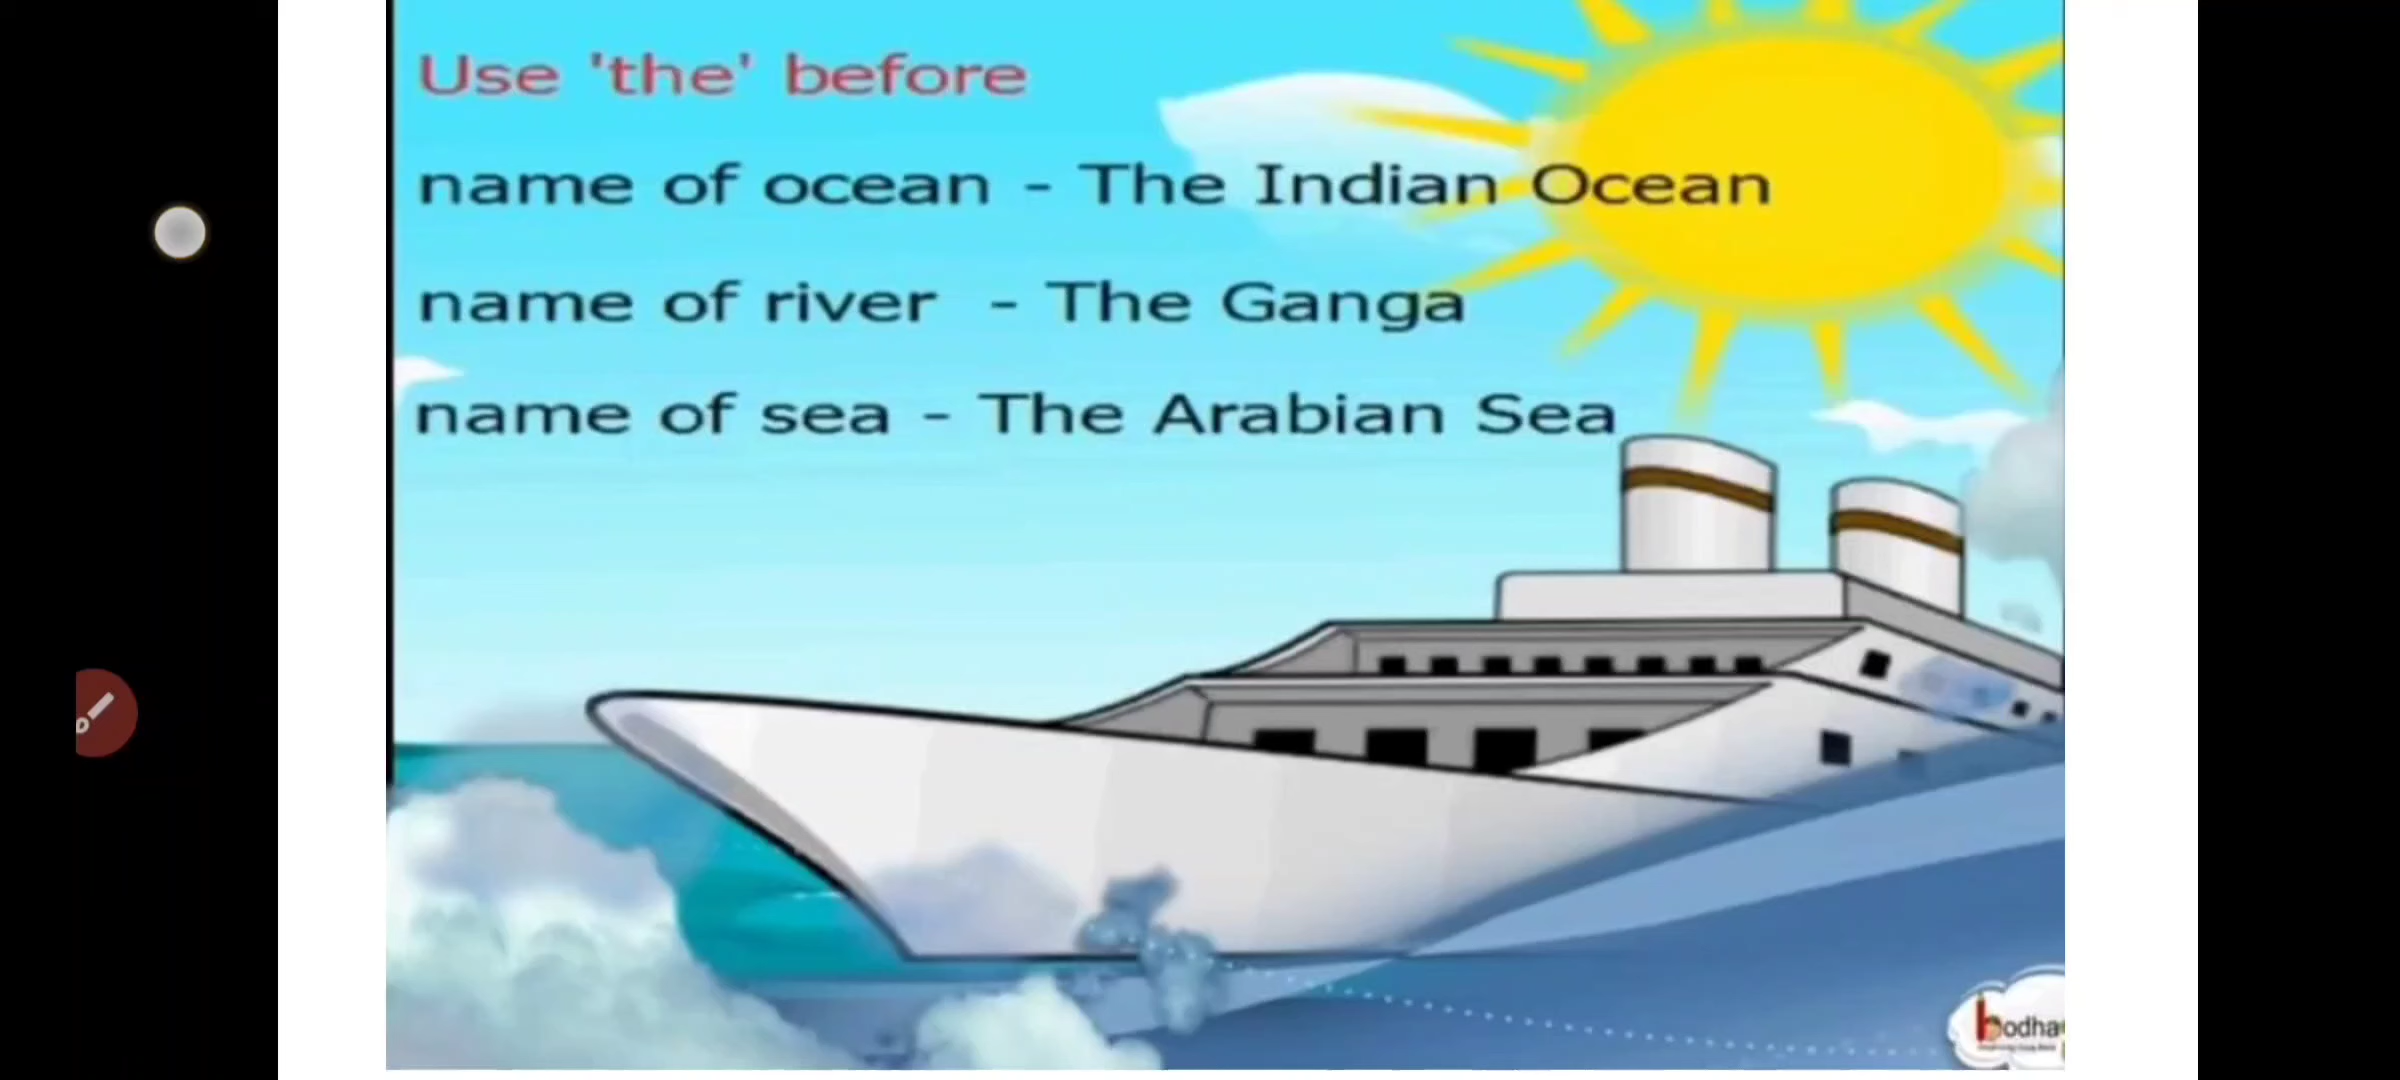 Use 'the' before
name of ocean - The Indian Ocean
name of river - The Ganga
name of sea - The Arabian Sea
bodha